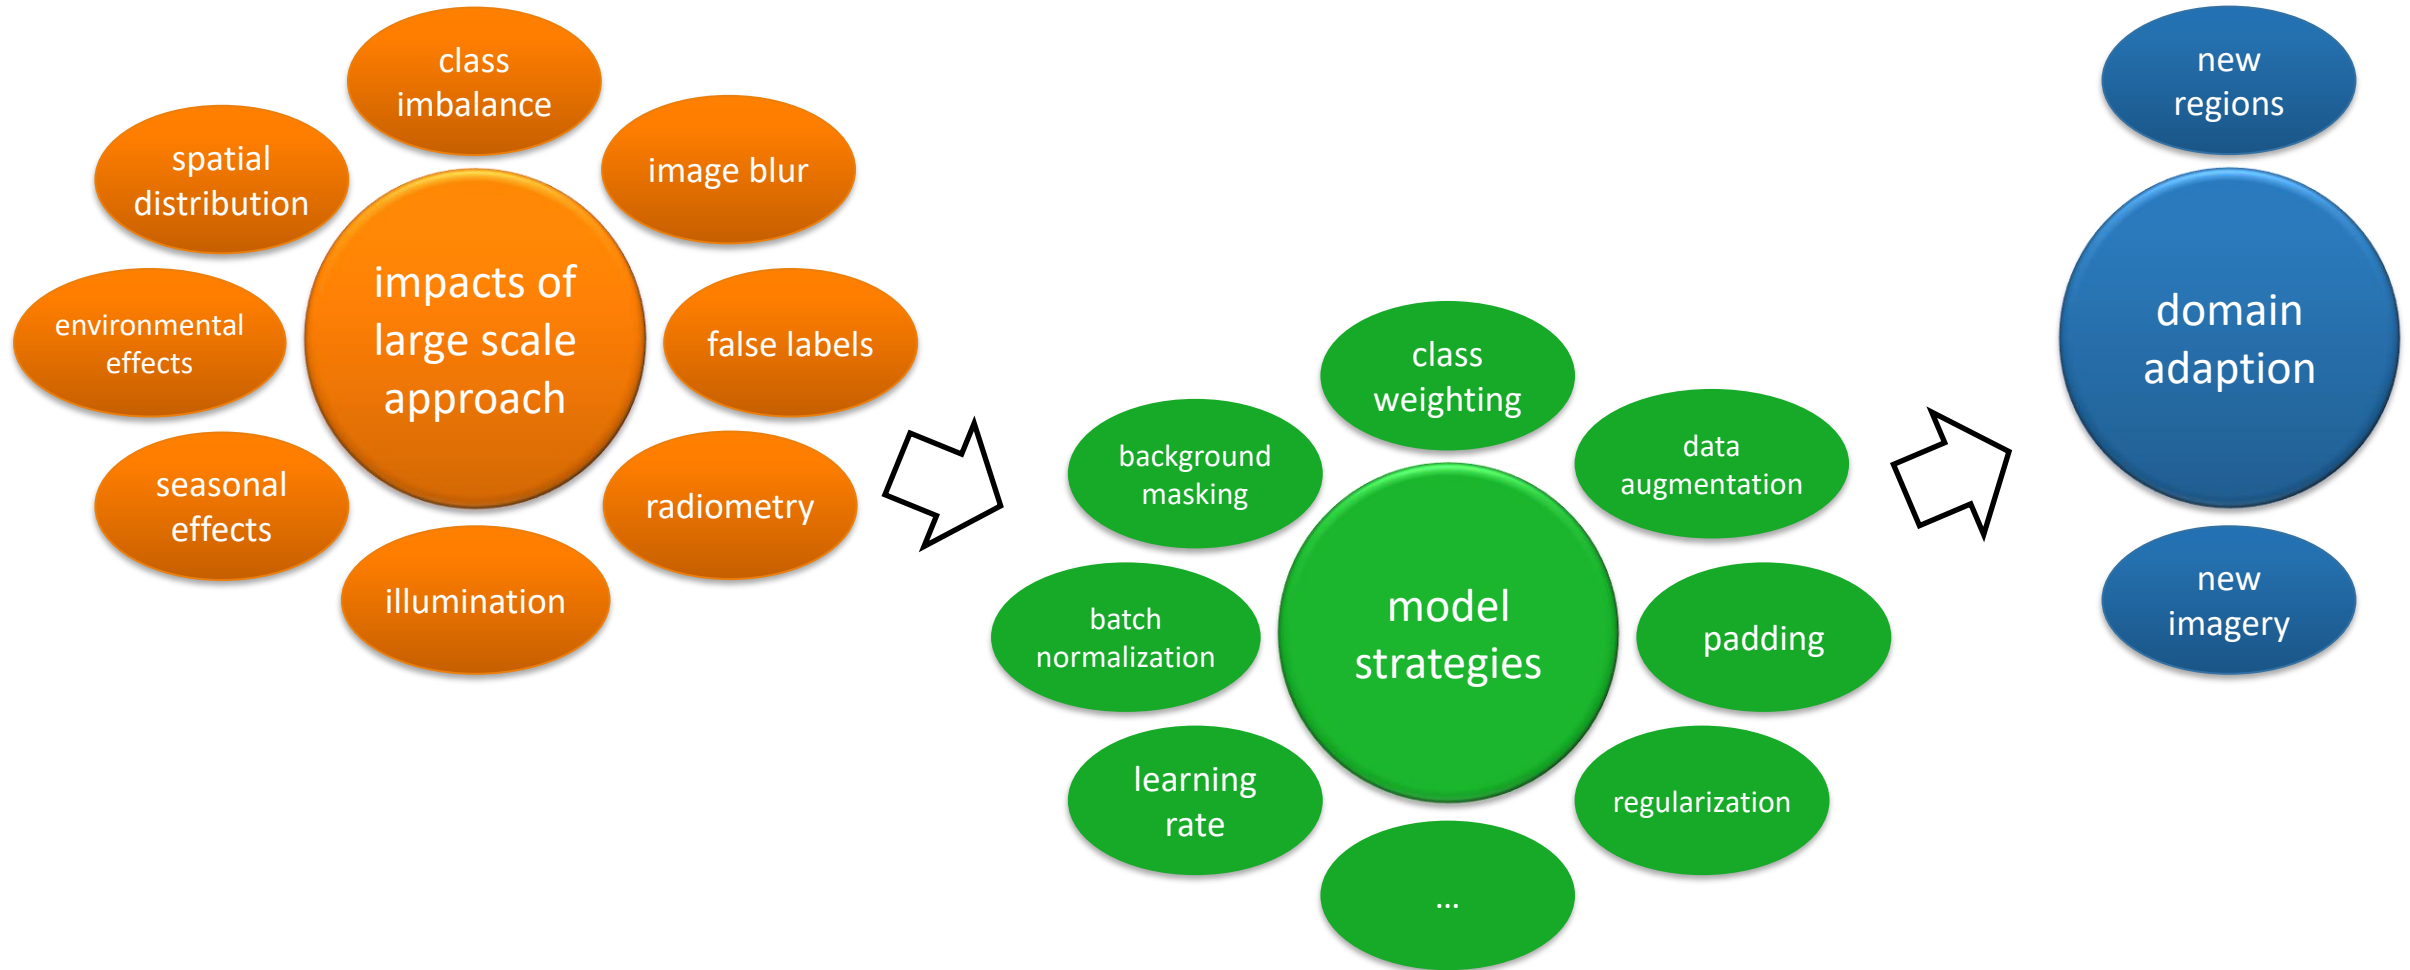 class
imbalance
image blur
spatial
distribution
impacts of
large scale
approach
environmental
effects
false labels
seasonal
effects
radiometry
illumination
class
weighting
background
masking
data
augmentation
batch
normalization
model
strategies
padding
learning
rate
regularization
...
new
regions
domain
adaption
new
imagery